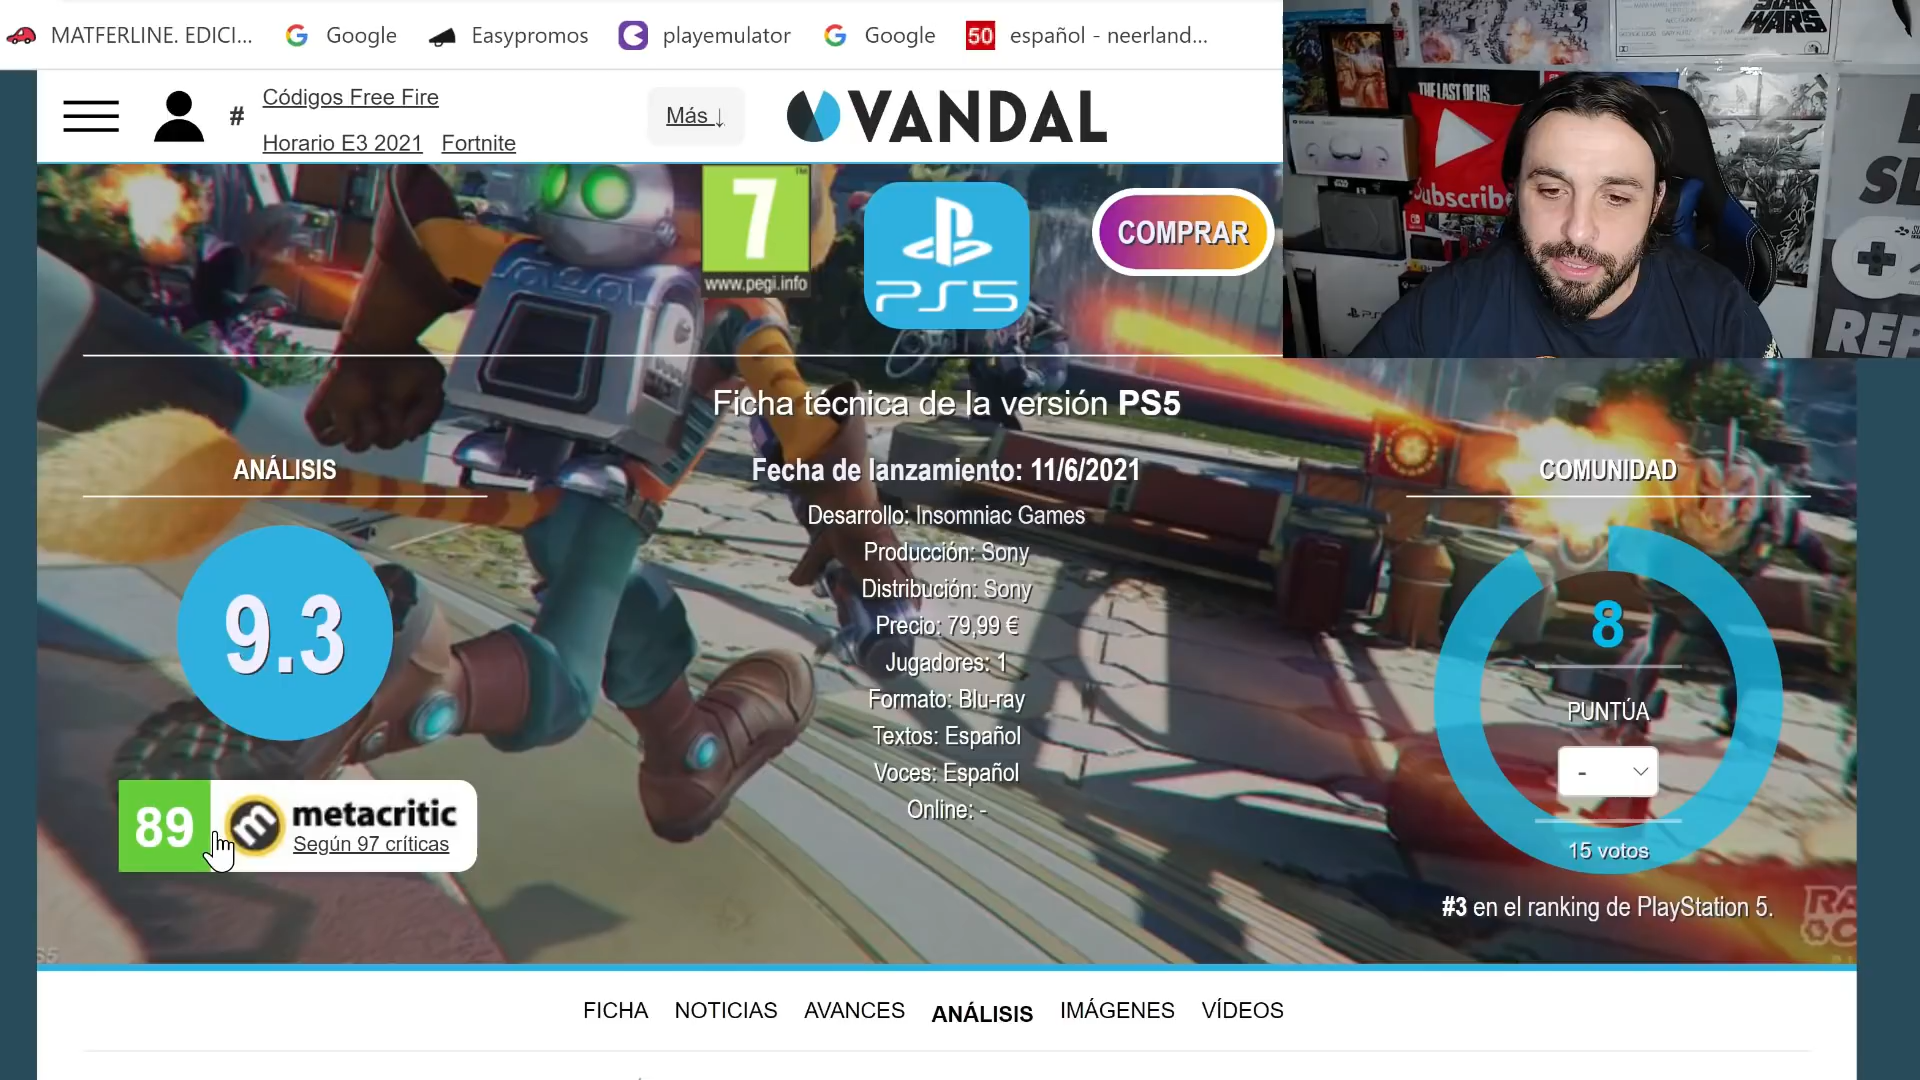 MATFERLINE. EDICI...
Google
Easypromos
playemulator
Google
50
español - neerland...
#
Códigos Free Fire
Horario E3 2021
Fortnite
Más ↓
VANDAL
7
www.pegi.info
PS5
COMPRAR
THE LAST OF US
Subscribe
STAR WARS
Ficha técnica de la versión PS5
ANÁLISIS
9.3
89
metacritic
Según 97 críticas
Fecha de lanzamiento: 11/6/2021
Desarrollo: Insomniac Games
Producción: Sony
Distribución: Sony
Precio: 79,99 €
Jugadores: 1
Formato: Blu-ray
Textos: Español
Voces: Español
Online: -
COMUNIDAD
8
PUNTÚA
-
15 votos
#3 en el ranking de PlayStation 5.
FICHA
NOTICIAS
AVANCES
ANÁLISIS
IMÁGENES
VÍDEOS